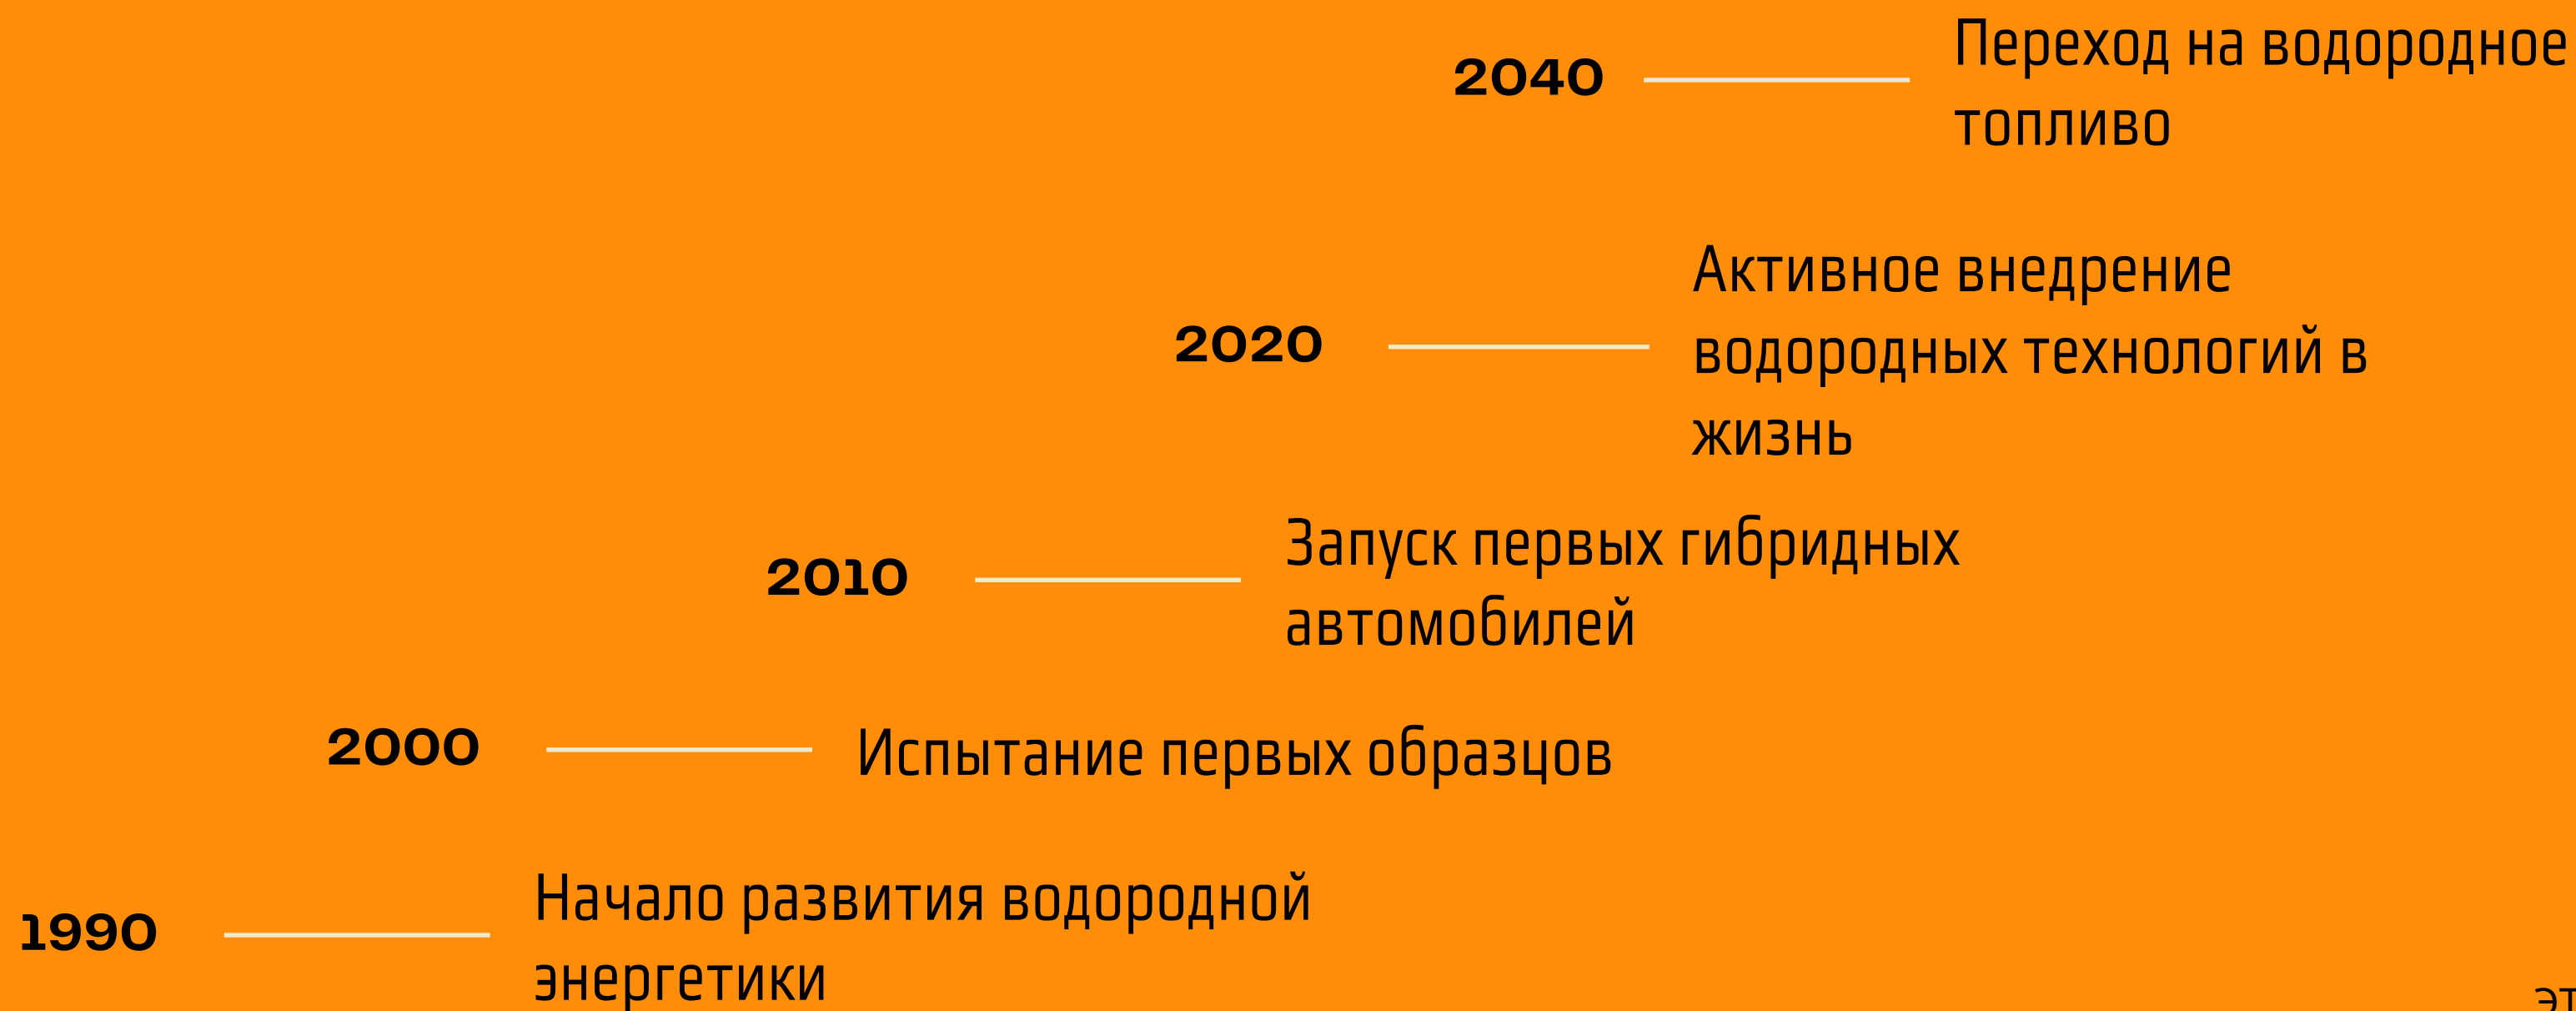 2040
Переход на водородное
топливо
2020
Активное внедрение
водородных технологий в
жизнь
2010
Запуск первых гибридных
автомобилей
2000
Испытание первых образцов
1990
Начало развития водородной
энергетики